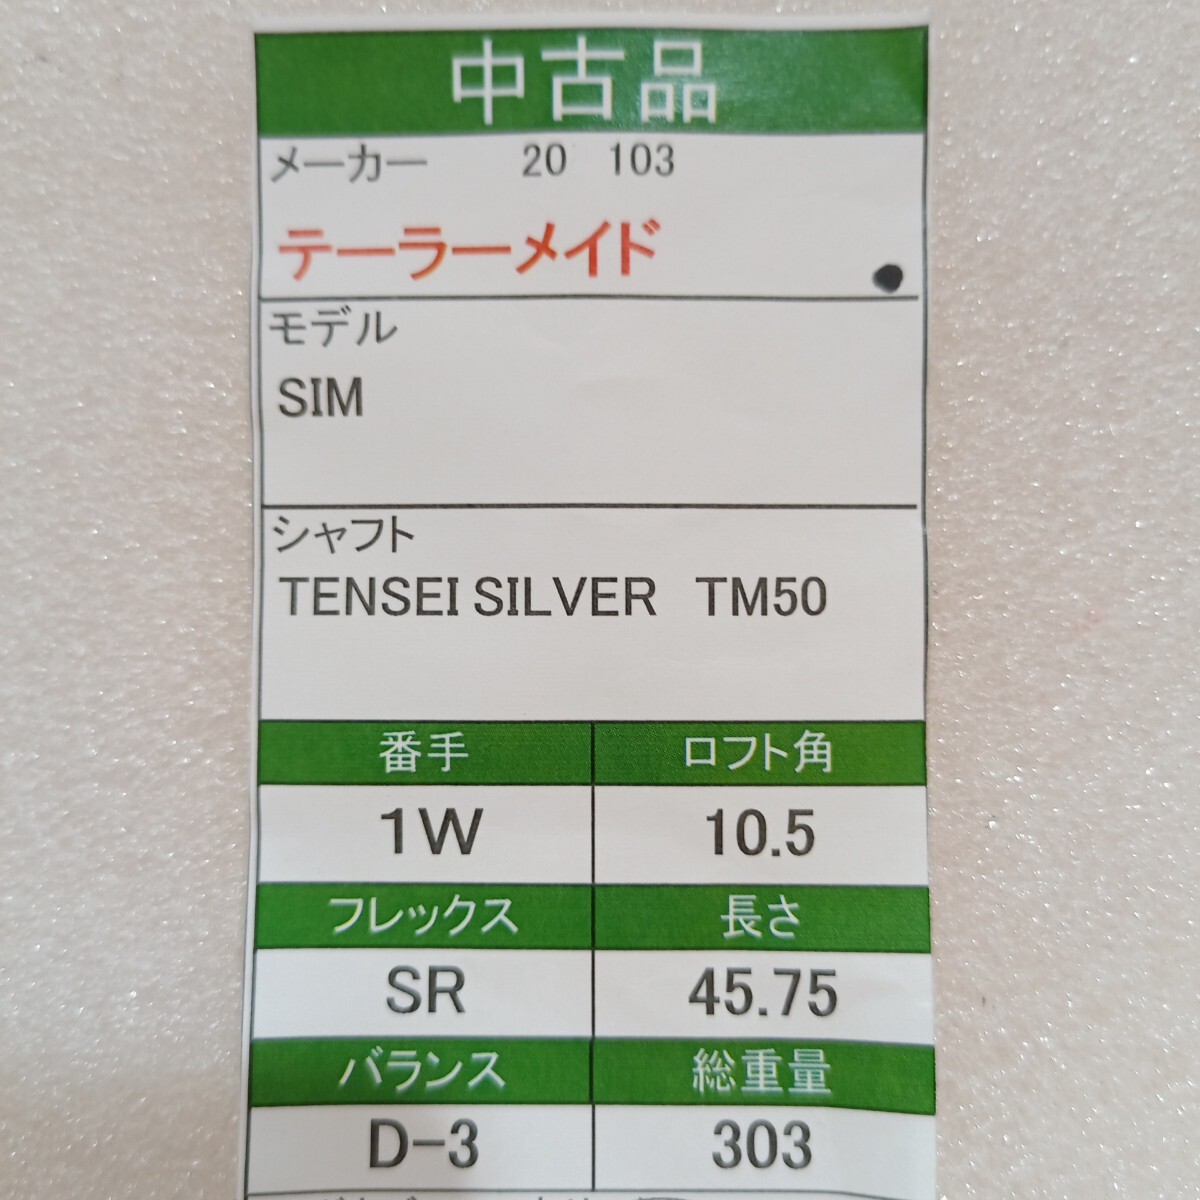 中古品
メーカー 20 103
テーラーメイド
モデル
SIM
シャフト
TENSEI SILVER TM50
番手 ロフト角
1W 10.5
フレックス 長さ
SR 45.75
バランス 総重量
D-3 303